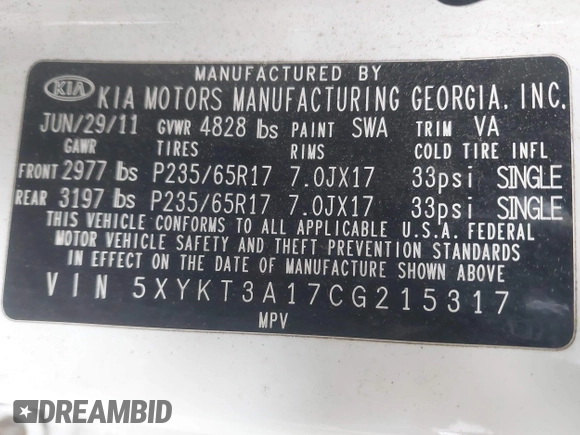 MANUFACTURED BY
KIA KIA MOTORS MANUFACTURING GEORGIA, INC.
JUN/29/11 GVWR 4828 lbs PAINT SWA TRIM VA
GAWR TIRES RIMS COLD TIRE INFL
FRONT 2977 lbs P235/65R17 7.0JX17 33psi SINGLE
REAR 3197 lbs P235/65R17 7.0JX17 33psi SINGLE
THIS VEHICLE CONFORMS TO ALL APPLICABLE U.S.A. FEDERAL
MOTOR VEHICLE SAFETY AND THEFT PREVENTION STANDARDS
IN EFFECT ON THE DATE OF MANUFACTURE SHOWN ABOVE
VIN 5XYKT3A17CG215317
MPV
DREAMBID